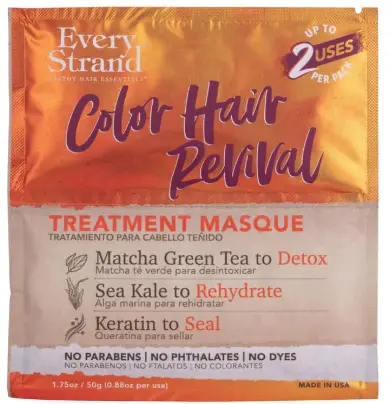 Every
Strand
HEALTHY HAIR ESSENTIALS
UP TO
2 USES
PER PACK
Color Hair
Revival
TREATMENT MASQUE
TRATAMIENTO PARA CABELLO TEÑIDO
Matcha Green Tea to Detox
Matcha té verde para desintoxicar
Sea Kale to Rehydrate
Alga marina para rehidratar
Keratin to Seal
Queratina para sellar
NO PARABENS | NO PHTHALATES | NO DYES
NO PARABENOS | NO FTALATOS | NO COLORANTES
1.75oz / 50g (0.88oz per use)
MADE IN USA